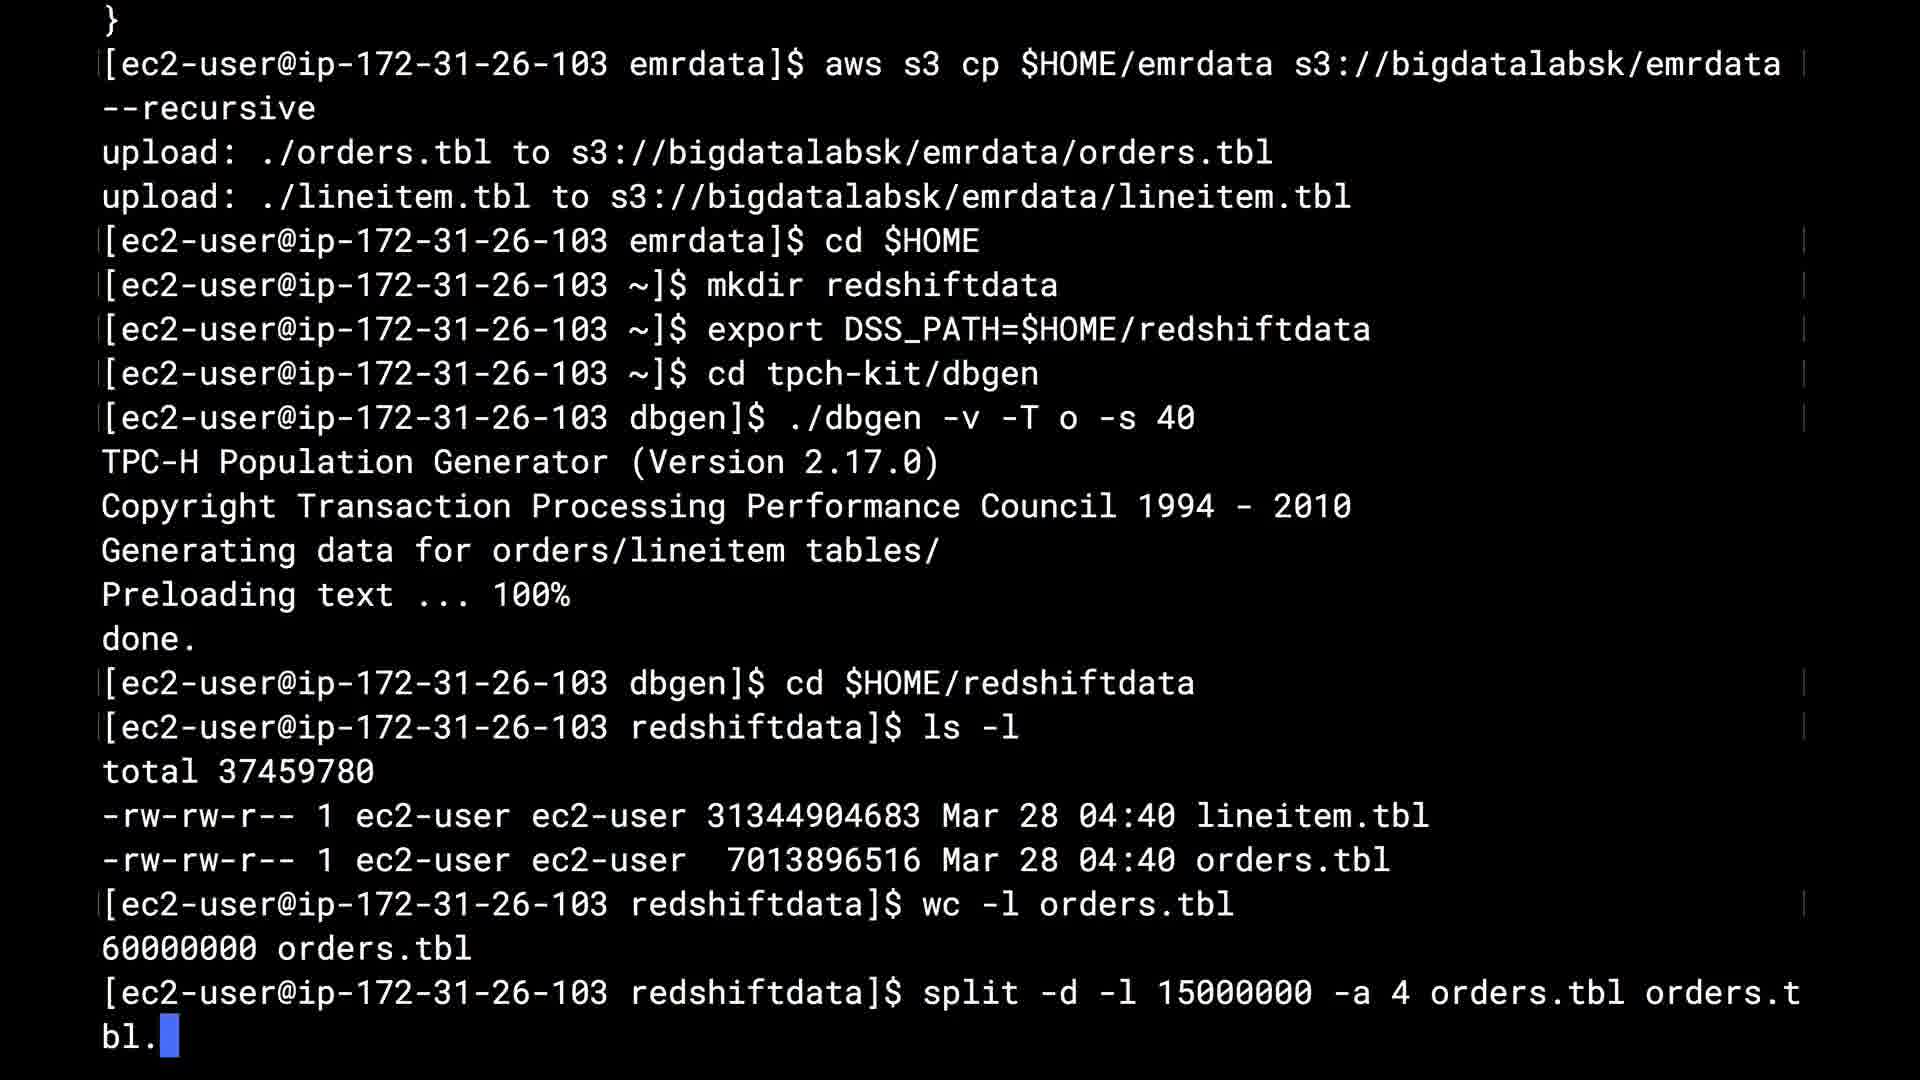 }
[ec2-user@ip-172-31-26-103 emrdata]$ aws s3 cp $HOME/emrdata s3://bigdatalabsk/emrdata
--recursive
upload: ./orders.tbl to s3://bigdatalabsk/emrdata/orders.tbl
upload: ./lineitem.tbl to s3://bigdatalabsk/emrdata/lineitem.tbl
[ec2-user@ip-172-31-26-103 emrdata]$ cd $HOME
[ec2-user@ip-172-31-26-103 ~]$ mkdir redshiftdata
[ec2-user@ip-172-31-26-103 ~]$ export DSS_PATH=$HOME/redshiftdata
[ec2-user@ip-172-31-26-103 ~]$ cd tpch-kit/dbgen
[ec2-user@ip-172-31-26-103 dbgen]$ ./dbgen -v -T o -s 40
TPC-H Population Generator (Version 2.17.0)
Copyright Transaction Processing Performance Council 1994 - 2010
Generating data for orders/lineitem tables/
Preloading text ... 100%
done.
[ec2-user@ip-172-31-26-103 dbgen]$ cd $HOME/redshiftdata
[ec2-user@ip-172-31-26-103 redshiftdata]$ ls -l
total 37459780
-rw-rw-r-- 1 ec2-user ec2-user 31344904683 Mar 28 04:40 lineitem.tbl
-rw-rw-r-- 1 ec2-user ec2-user  7013896516 Mar 28 04:40 orders.tbl
[ec2-user@ip-172-31-26-103 redshiftdata]$ wc -l orders.tbl
60000000 orders.tbl
[ec2-user@ip-172-31-26-103 redshiftdata]$ split -d -l 15000000 -a 4 orders.tbl orders.t
bl.